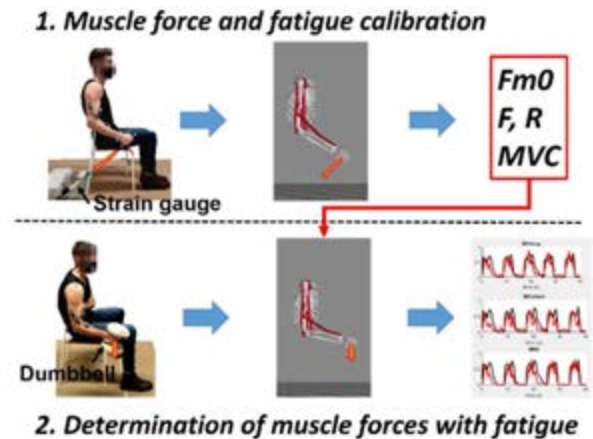 1. Muscle force and fatigue calibration
Fm0
F, R
MVC
Strain gauge
Dumbbell
2. Determination of muscle forces with fatigue